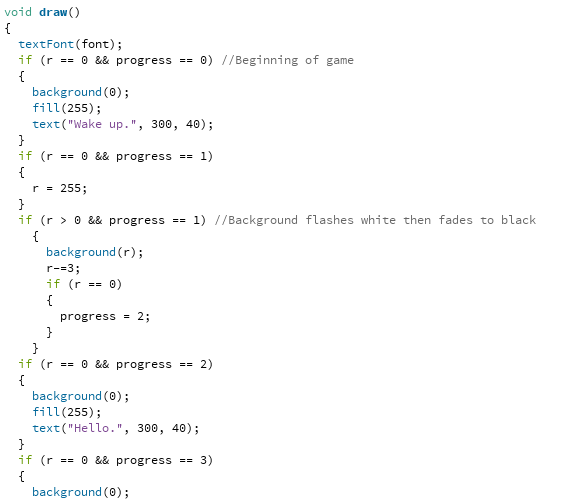 void draw()
{
  textFont(font);
  if (r == 0 && progress == 0) //Beginning of game
  {
    background(0);
    fill(255);
    text("Wake up.", 300, 40);
  }
  if (r == 0 && progress == 1)
  {
    r = 255;
  }
  if (r > 0 && progress == 1) //Background flashes white then fades to black
    {
      background(r);
      r-=3;
      if (r == 0)
      {
        progress = 2;
      }
    }
  if (r == 0 && progress == 2)
  {
    background(0);
    fill(255);
    text("Hello.", 300, 40);
  }
  if (r == 0 && progress == 3)
  {
    background(0);